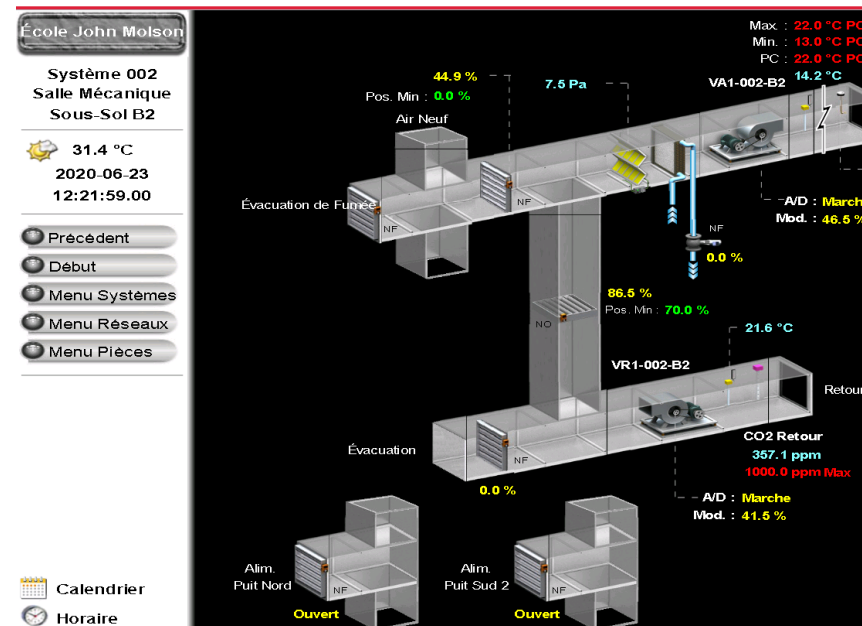 École John Molson
Système 002
Salle Mécanique
Sous-Sol B2
31.4 °C
2020-06-23
12:21:59.00
Précédent
Début
Menu Systèmes
Menu Réseaux
Menu Pièces
Calendrier
Horaire
Max. : 22.0 °C PC
Min. : 13.0 °C PC
PC : 22.0 °C PC
14.2 °C
VA1-002-B2
44.9 %
Pos. Min : 0.0 %
7.5 Pa
Air Neuf
Évacuation de Fumée
NF
NF
A/D : Marche
Mod. : 46.5 %
NF
0.0 %
86.5 %
Pos. Min : 70.0 %
NO
21.6 °C
VR1-002-B2
Retour
Évacuation
NF
0.0 %
CO2 Retour
357.1 ppm
1000.0 ppm Max
A/D : Marche
Mod. : 41.5 %
Alim.
Puit Nord
NF
Ouvert
Alim.
Puit Sud 2
NF
Ouvert